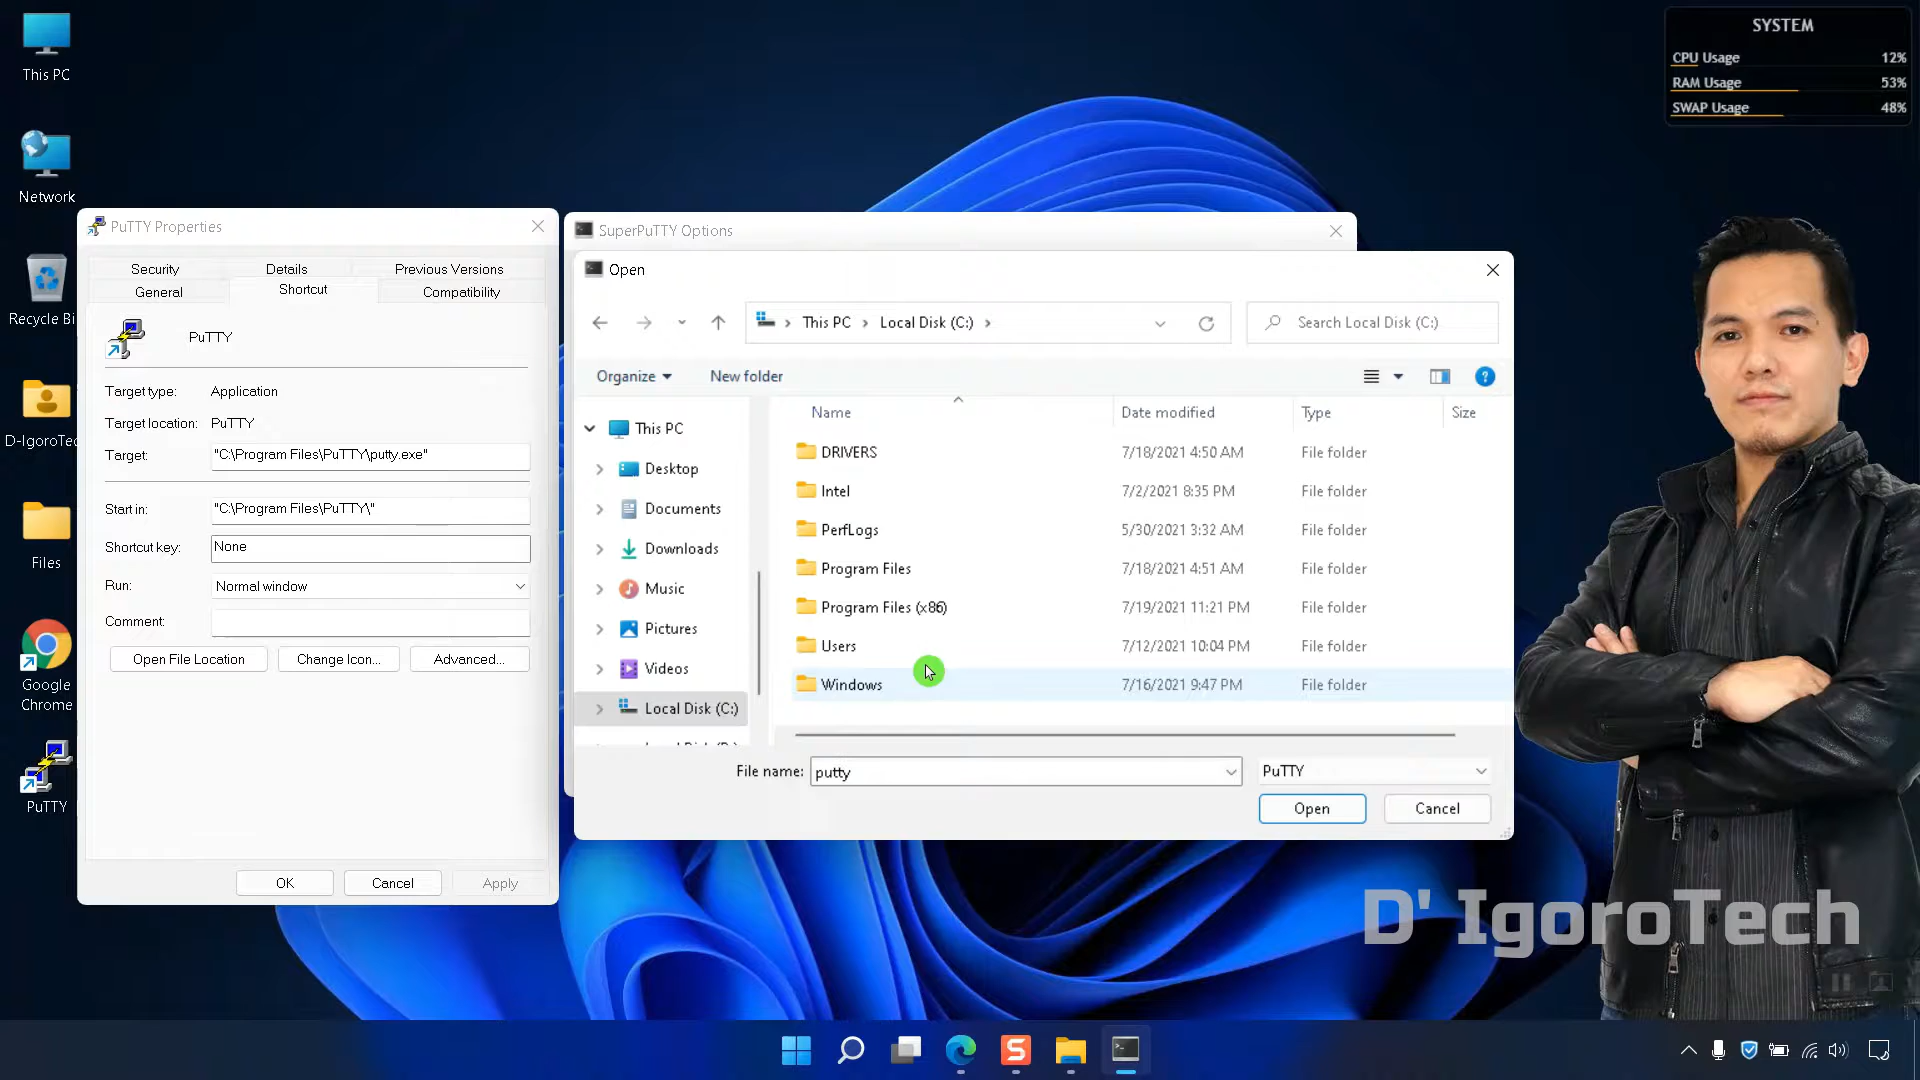 This PC
Network
Recycle Bi
D-IgoroTec
Files
Google
Chrome
PuTTY
SYSTEM
CPU Usage 12%
RAM Usage 53%
SWAP Usage 48%
PuTTY Properties
Security Details Previous Versions
General Shortcut Compatibility
PuTTY
Target type: Application
Target location: PuTTY
Target: "C:\Program Files\PuTTY\putty.exe"
Start in: "C:\Program Files\PuTTY\"
Shortcut key: None
Run: Normal window
Comment:
Open File Location Change Icon... Advanced...
OK Cancel Apply
SuperPuTTY Options
Open
This PC Local Disk (C:)
Search Local Disk (C:)
Organize New folder
This PC
Desktop
Documents
Downloads
Music
Pictures
Videos
Local Disk (C:)
Name Date modified Type Size
DRIVERS 7/18/2021 4:50 AM File folder
Intel 7/2/2021 8:35 PM File folder
PerfLogs 5/30/2021 3:32 AM File folder
Program Files 7/18/2021 4:51 AM File folder
Program Files (x86) 7/19/2021 11:21 PM File folder
Users 7/12/2021 10:04 PM File folder
Windows 7/16/2021 9:47 PM File folder
File name: putty PuTTY
Open Cancel
D' IgoroTech